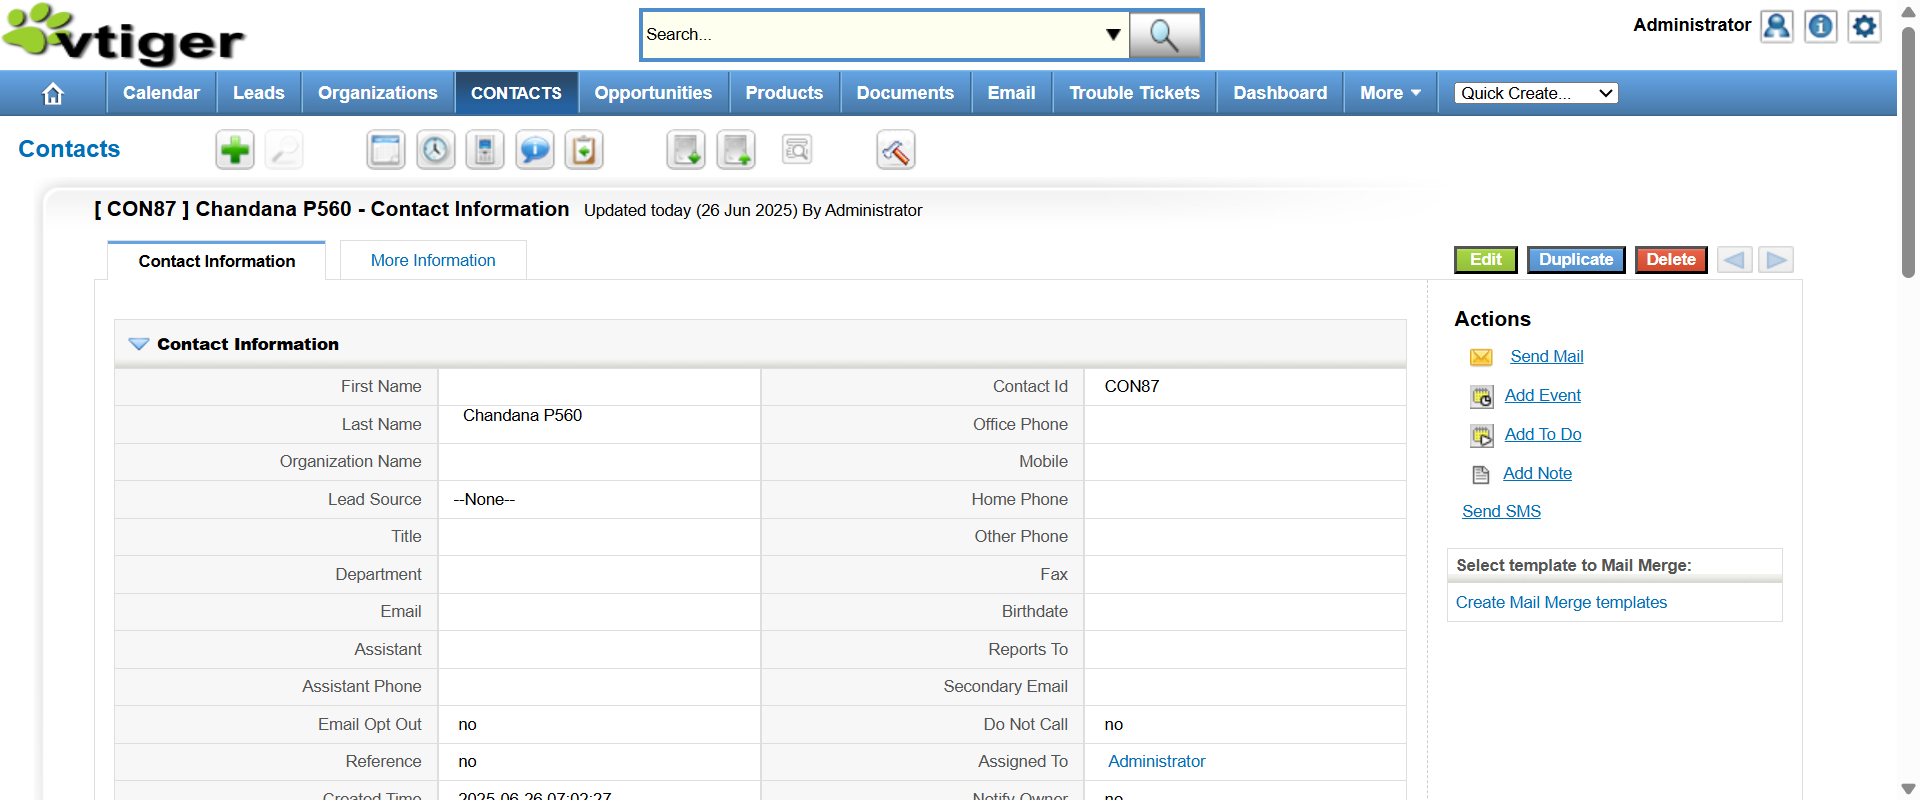 vtiger
Search...
Administrator
Calendar Leads Organizations CONTACTS Opportunities Products Documents Email Trouble Tickets Dashboard More Quick Create...
Contacts
[ CON87 ] Chandana P560 - Contact Information Updated today (26 Jun 2025) By Administrator
Contact Information More Information
Edit Duplicate Delete
Contact Information
First Name Contact Id CON87
Last Name Chandana P560 Office Phone
Organization Name Mobile
Lead Source --None-- Home Phone
Title Other Phone
Department Fax
Email Birthdate
Assistant Reports To
Assistant Phone Secondary Email
Email Opt Out no Do Not Call no
Reference no Assigned To Administrator
Created Time 2025-06-26 07:02:27 Notify Owner no
Actions
Send Mail
Add Event
Add To Do
Add Note
Send SMS
Select template to Mail Merge:
Create Mail Merge templates